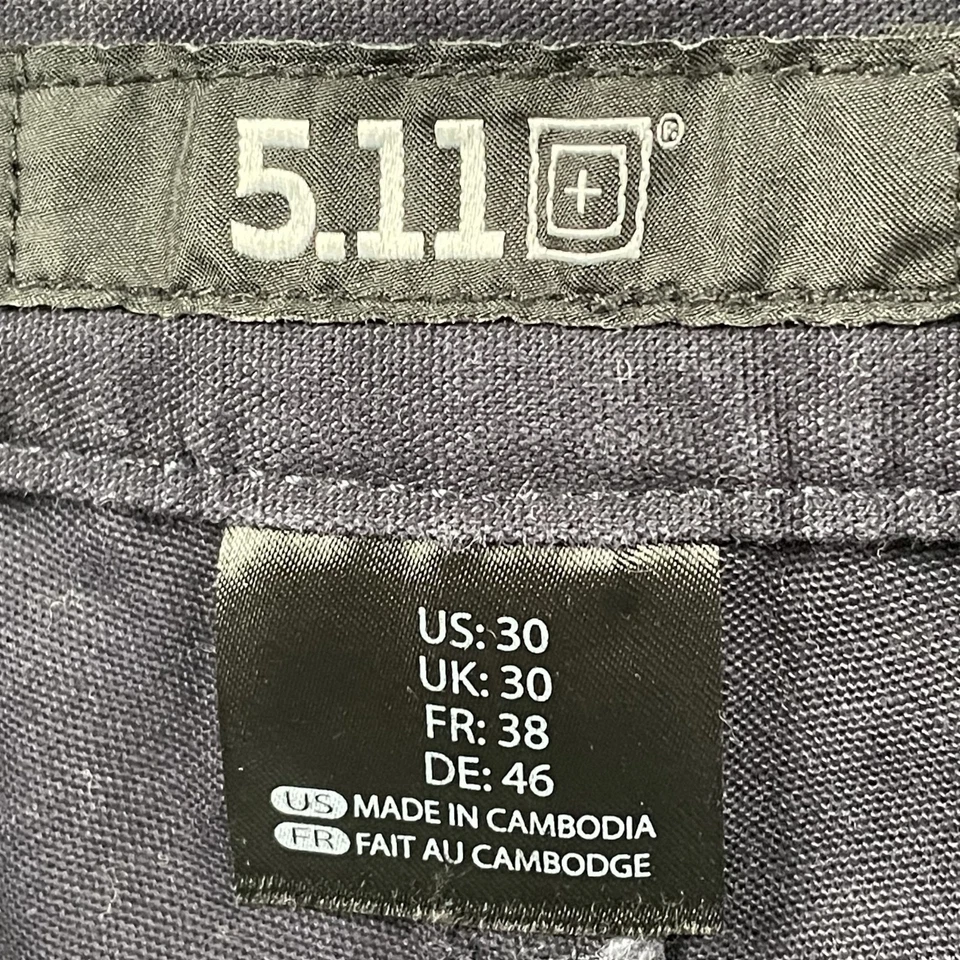 5.11®
US: 30
UK: 30
FR: 38
DE: 46
US MADE IN CAMBODIA
FR FAIT AU CAMBODGE